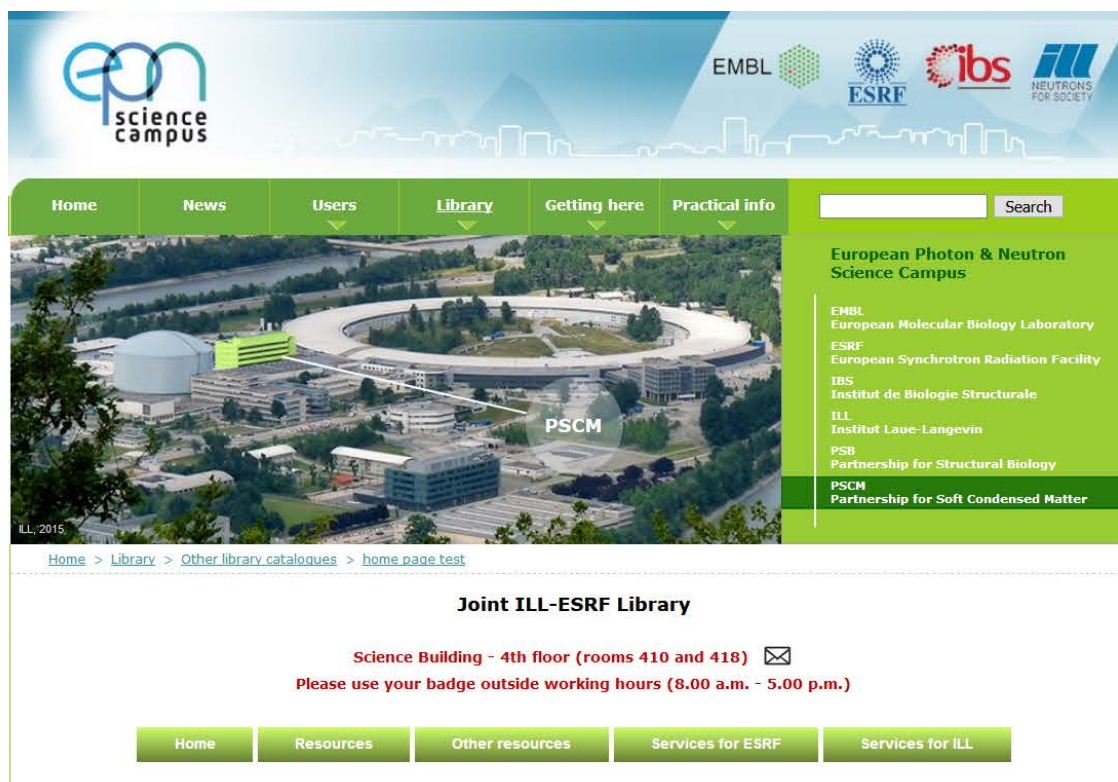 epn
science
campus
EMBL
ESRF
ibs
ill
NEUTRONS
FOR SOCIETY
Home News Users Library Getting here Practical info Search
European Photon & Neutron
Science Campus
EMBL
European Molecular Biology Laboratory
ESRF
European Synchrotron Radiation Facility
IBS
Institut de Biologie Structurale
ILL
Institut Laue-Langevin
PSB
Partnership for Structural Biology
PSCM
Partnership for Soft Condensed Matter
PSCM
ILL, 2015
Home > Library > Other library catalogues > home page test
Joint ILL-ESRF Library
Science Building - 4th floor (rooms 410 and 418)
Please use your badge outside working hours (8.00 a.m. - 5.00 p.m.)
Home Resources Other resources Services for ESRF Services for ILL